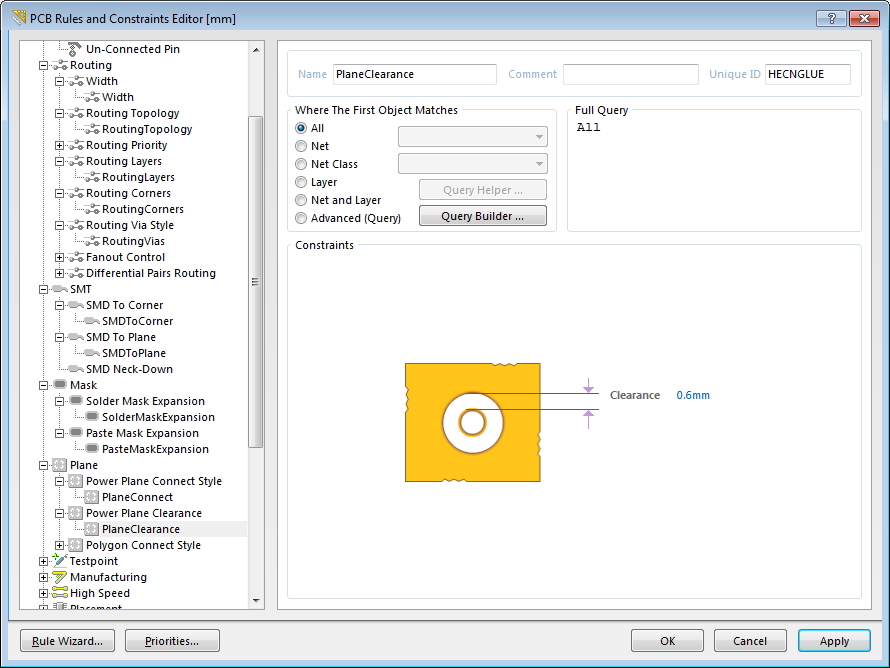 PCB Rules and Constraints Editor [mm]
Un-Connected Pin
Routing
Width
Width
Routing Topology
RoutingTopology
Routing Priority
Routing Layers
RoutingLayers
Routing Corners
RoutingCorners
Routing Via Style
RoutingVias
Fanout Control
Differential Pairs Routing
SMT
SMD To Corner
SMDToCorner
SMD To Plane
SMDToPlane
SMD Neck-Down
Mask
Solder Mask Expansion
SolderMaskExpansion
Paste Mask Expansion
PasteMaskExpansion
Plane
Power Plane Connect Style
PlaneConnect
Power Plane Clearance
PlaneClearance
Polygon Connect Style
Testpoint
Manufacturing
High Speed
Placement
Name PlaneClearance Comment Unique ID HECNGLUE
Where The First Object Matches
All
Net
Net Class
Layer
Net and Layer
Advanced (Query)
Query Helper ...
Query Builder ...
Full Query
All
Constraints
Clearance 0.6mm
Rule Wizard... Priorities... OK Cancel Apply